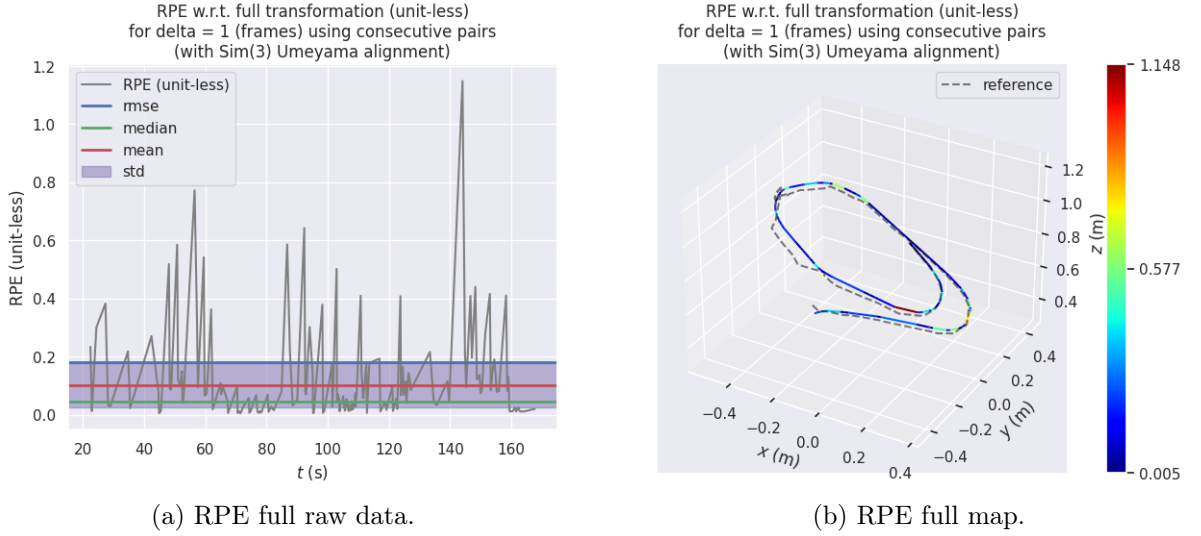 RPE w.r.t. full transformation (unit-less)
for delta = 1 (frames) using consecutive pairs
(with Sim(3) Umeyama alignment)
1.2
1.0
0.8
0.6
0.4
0.2
0.0
RPE (unit-less)
RPE (unit-less)
rmse
median
mean
std
20 40 60 80 100 120 140 160
t (s)
(a) RPE full raw data.
RPE w.r.t. full transformation (unit-less)
for delta = 1 (frames) using consecutive pairs
(with Sim(3) Umeyama alignment)
reference
1.2
1.0
0.8
0.6
0.4
z (m)
0.4
0.2
0.0
−0.2
−0.4
y (m)
−0.4
−0.2
0.0
0.2
0.4
x (m)
1.148
0.577
0.005
(b) RPE full map.